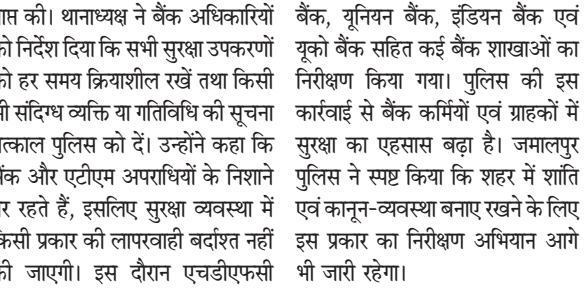 प्त की। थानाध्यक्ष ने बैंक अधिकारियों
को निर्देश दिया कि सभी सुरक्षा उपकरणों
को हर समय क्रियाशील रखें तथा किसी
भी संदिग्ध व्यक्ति या गतिविधि की सूचना
तत्काल पुलिस को दें। उन्होंने कहा कि
बैंक और एटीएम अपराधियों के निशाने
पर रहते हैं, इसलिए सुरक्षा व्यवस्था में
किसी प्रकार की लापरवाही बर्दाश्त नहीं
की जाएगी। इस दौरान एचडीएफसी
बैंक, यूनियन बैंक, इंडियन बैंक एवं
यूको बैंक सहित कई बैंक शाखाओं का
निरीक्षण किया गया। पुलिस की इस
कार्रवाई से बैंक कर्मियों एवं ग्राहकों में
सुरक्षा का एहसास बढ़ा है। जमालपुर
पुलिस ने स्पष्ट किया कि शहर में शांति
एवं कानून-व्यवस्था बनाए रखने के लिए
इस प्रकार का निरीक्षण अभियान आगे
भी जारी रहेगा।